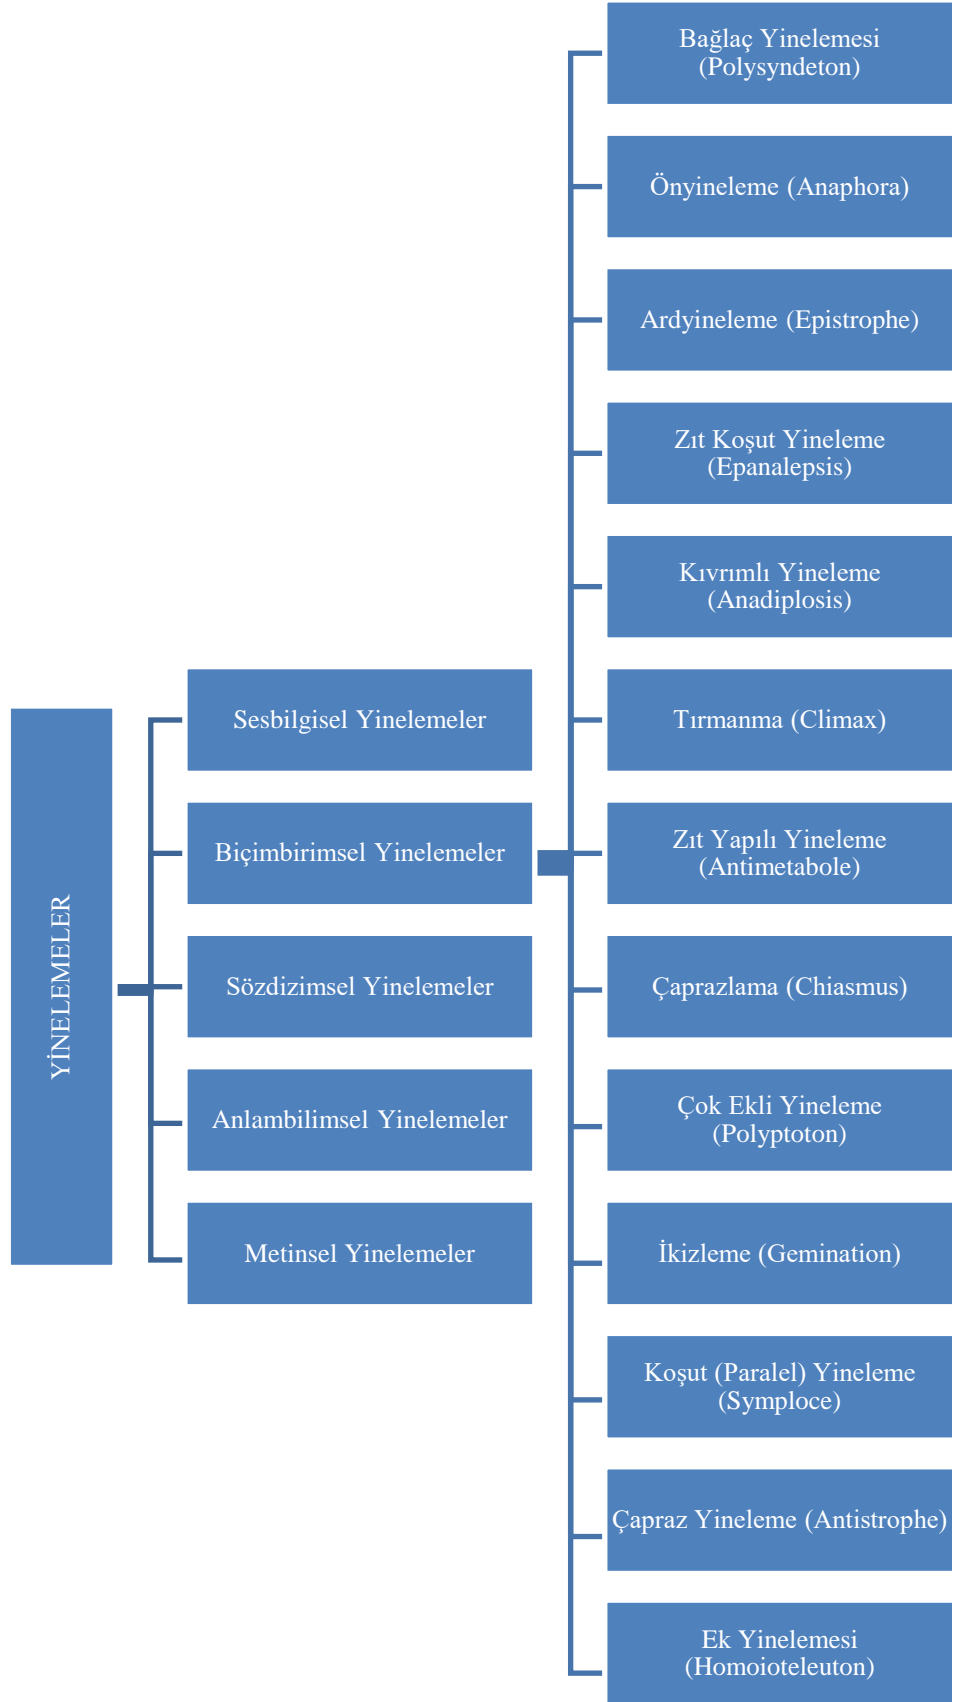 YİNELEMELER
Sesbilgisel Yinelemeler
Biçimbirimsel Yinelemeler
Sözdizimsel Yinelemeler
Anlambilimsel Yinelemeler
Metinsel Yinelemeler
Bağlaç Yinelemesi
(Polysyndeton)
Önyineleme (Anaphora)
Ardyineleme (Epistrophe)
Zıt Koşut Yineleme
(Epanalepsis)
Kıvrımlı Yineleme
(Anadiplosis)
Tırmanma (Climax)
Zıt Yapılı Yineleme
(Antimetabole)
Çaprazlama (Chiasmus)
Çok Ekli Yineleme
(Polyptoton)
İkizleme (Gemination)
Koşut (Paralel) Yineleme
(Symploce)
Çapraz Yineleme (Antistrophe)
Ek Yinelemesi
(Homoioteleuton)